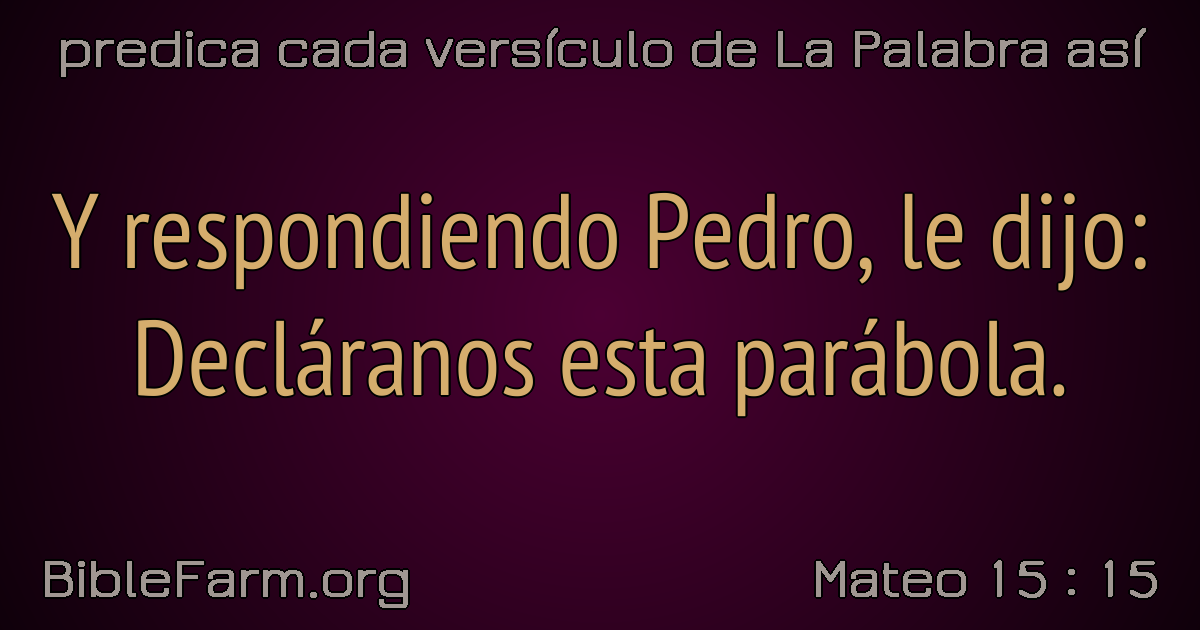 predica cada versículo de La Palabra así
Y respondiendo Pedro, le dijo:
Decláranos esta parábola.
BibleFarm.org
Mateo 15 : 15